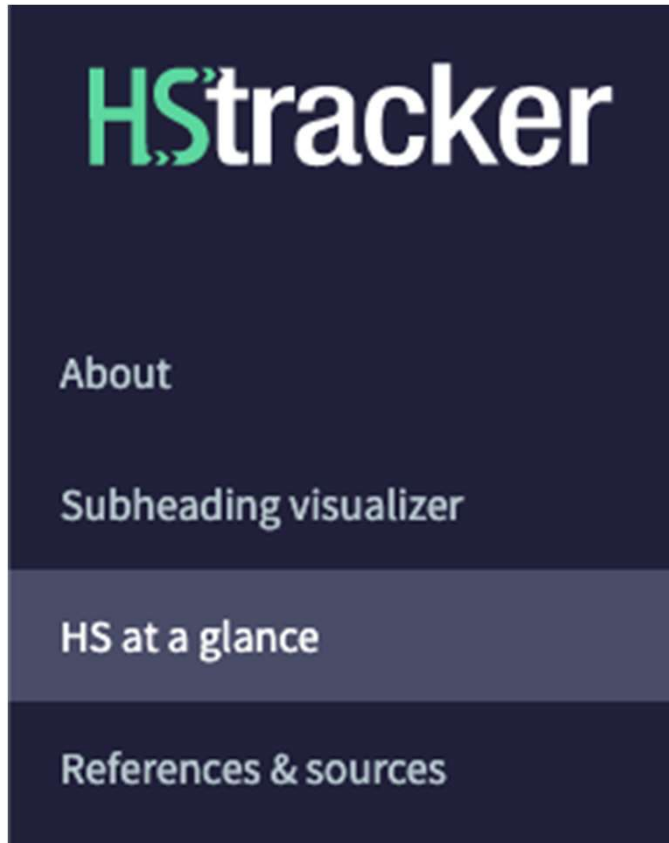 HStracker
About
Subheading visualizer
HS at a glance
References & sources